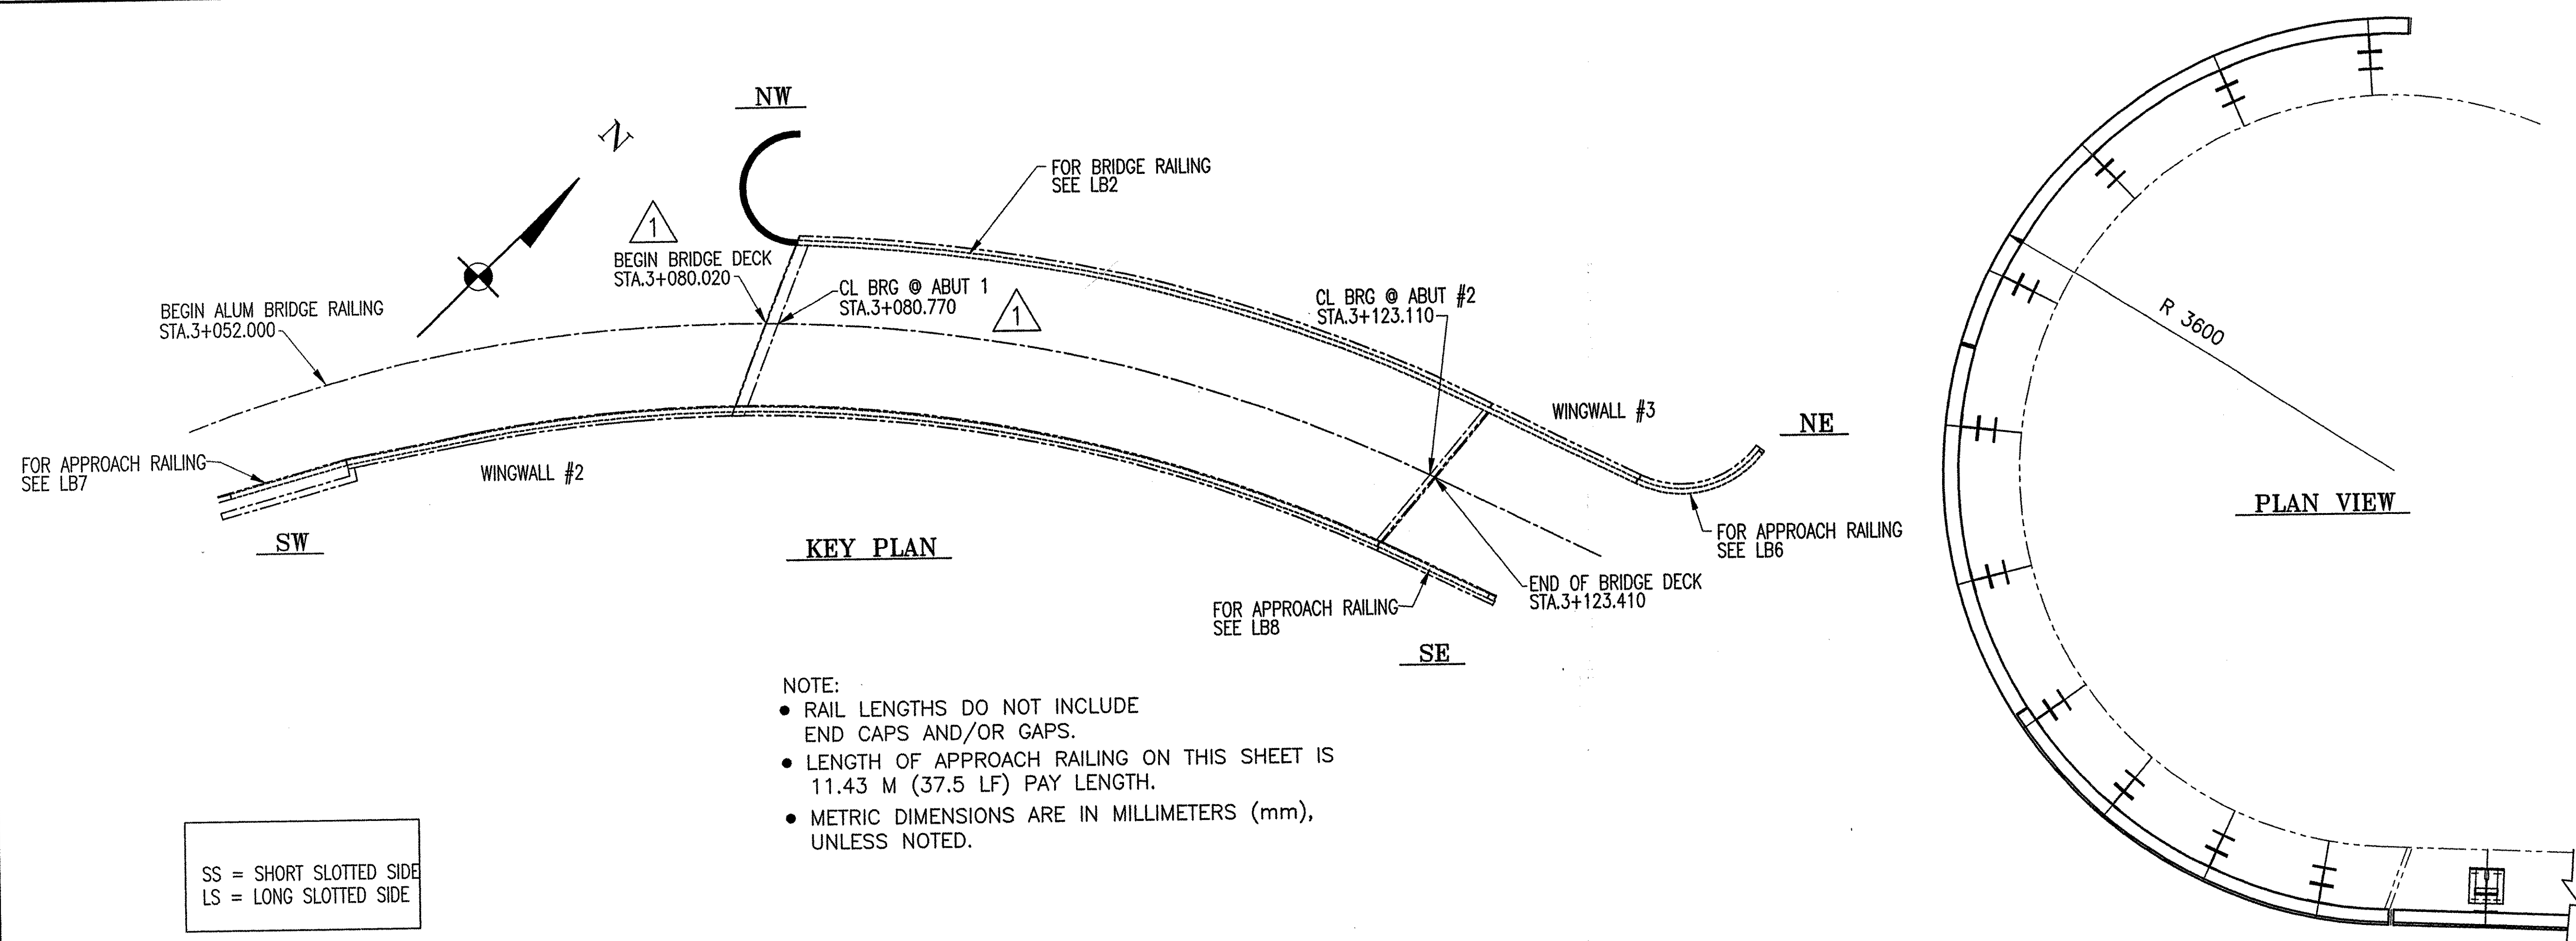 NW
N
FOR BRIDGE RAILING
SEE LB2
1
BEGIN BRIDGE DECK
STA.3+080.020
CL BRG @ ABUT 1
STA.3+080.770
1
BEGIN ALUM BRIDGE RAILING
STA.3+052.000
CL BRG @ ABUT #2
STA.3+123.110
R 3600
WINGWALL #3
NE
FOR APPROACH RAILING
SEE LB7
WINGWALL #2
SW
KEY PLAN
FOR APPROACH RAILING
SEE LB6
PLAN VIEW
END OF BRIDGE DECK
STA.3+123.410
FOR APPROACH RAILING
SEE LB8
SE
NOTE:
● RAIL LENGTHS DO NOT INCLUDE
END CAPS AND/OR GAPS.
● LENGTH OF APPROACH RAILING ON THIS SHEET IS
11.43 M (37.5 LF) PAY LENGTH.
● METRIC DIMENSIONS ARE IN MILLIMETERS (mm),
UNLESS NOTED.
SS = SHORT SLOTTED SIDE
LS = LONG SLOTTED SIDE